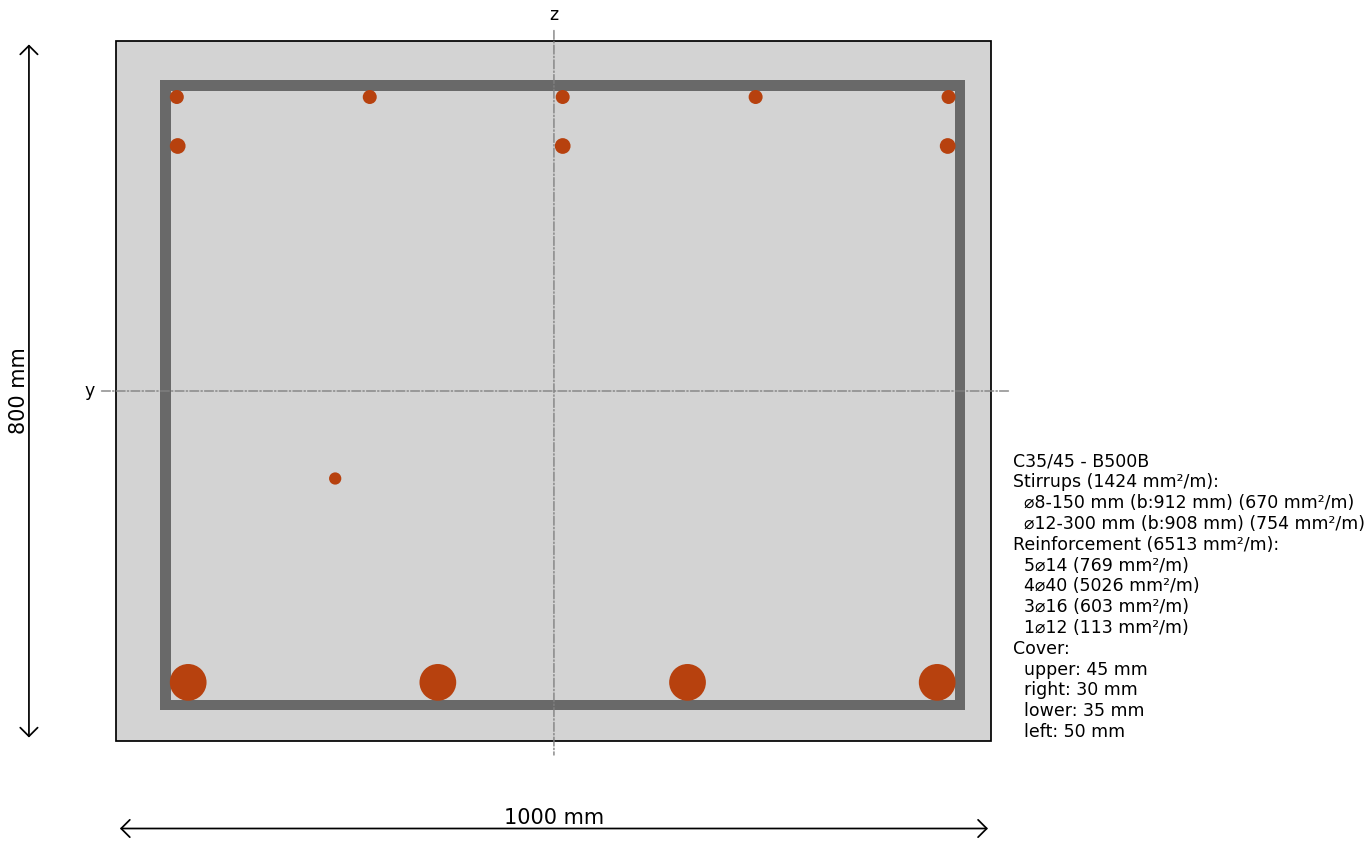 z
800 mm
y
C35/45 - B500B
Stirrups (1424 mm²/m):
⌀8-150 mm (b:912 mm) (670 mm²/m)
⌀12-300 mm (b:908 mm) (754 mm²/m)
Reinforcement (6513 mm²/m):
5⌀14 (769 mm²/m)
4⌀40 (5026 mm²/m)
3⌀16 (603 mm²/m)
1⌀12 (113 mm²/m)
Cover:
upper: 45 mm
right: 30 mm
lower: 35 mm
left: 50 mm
1000 mm